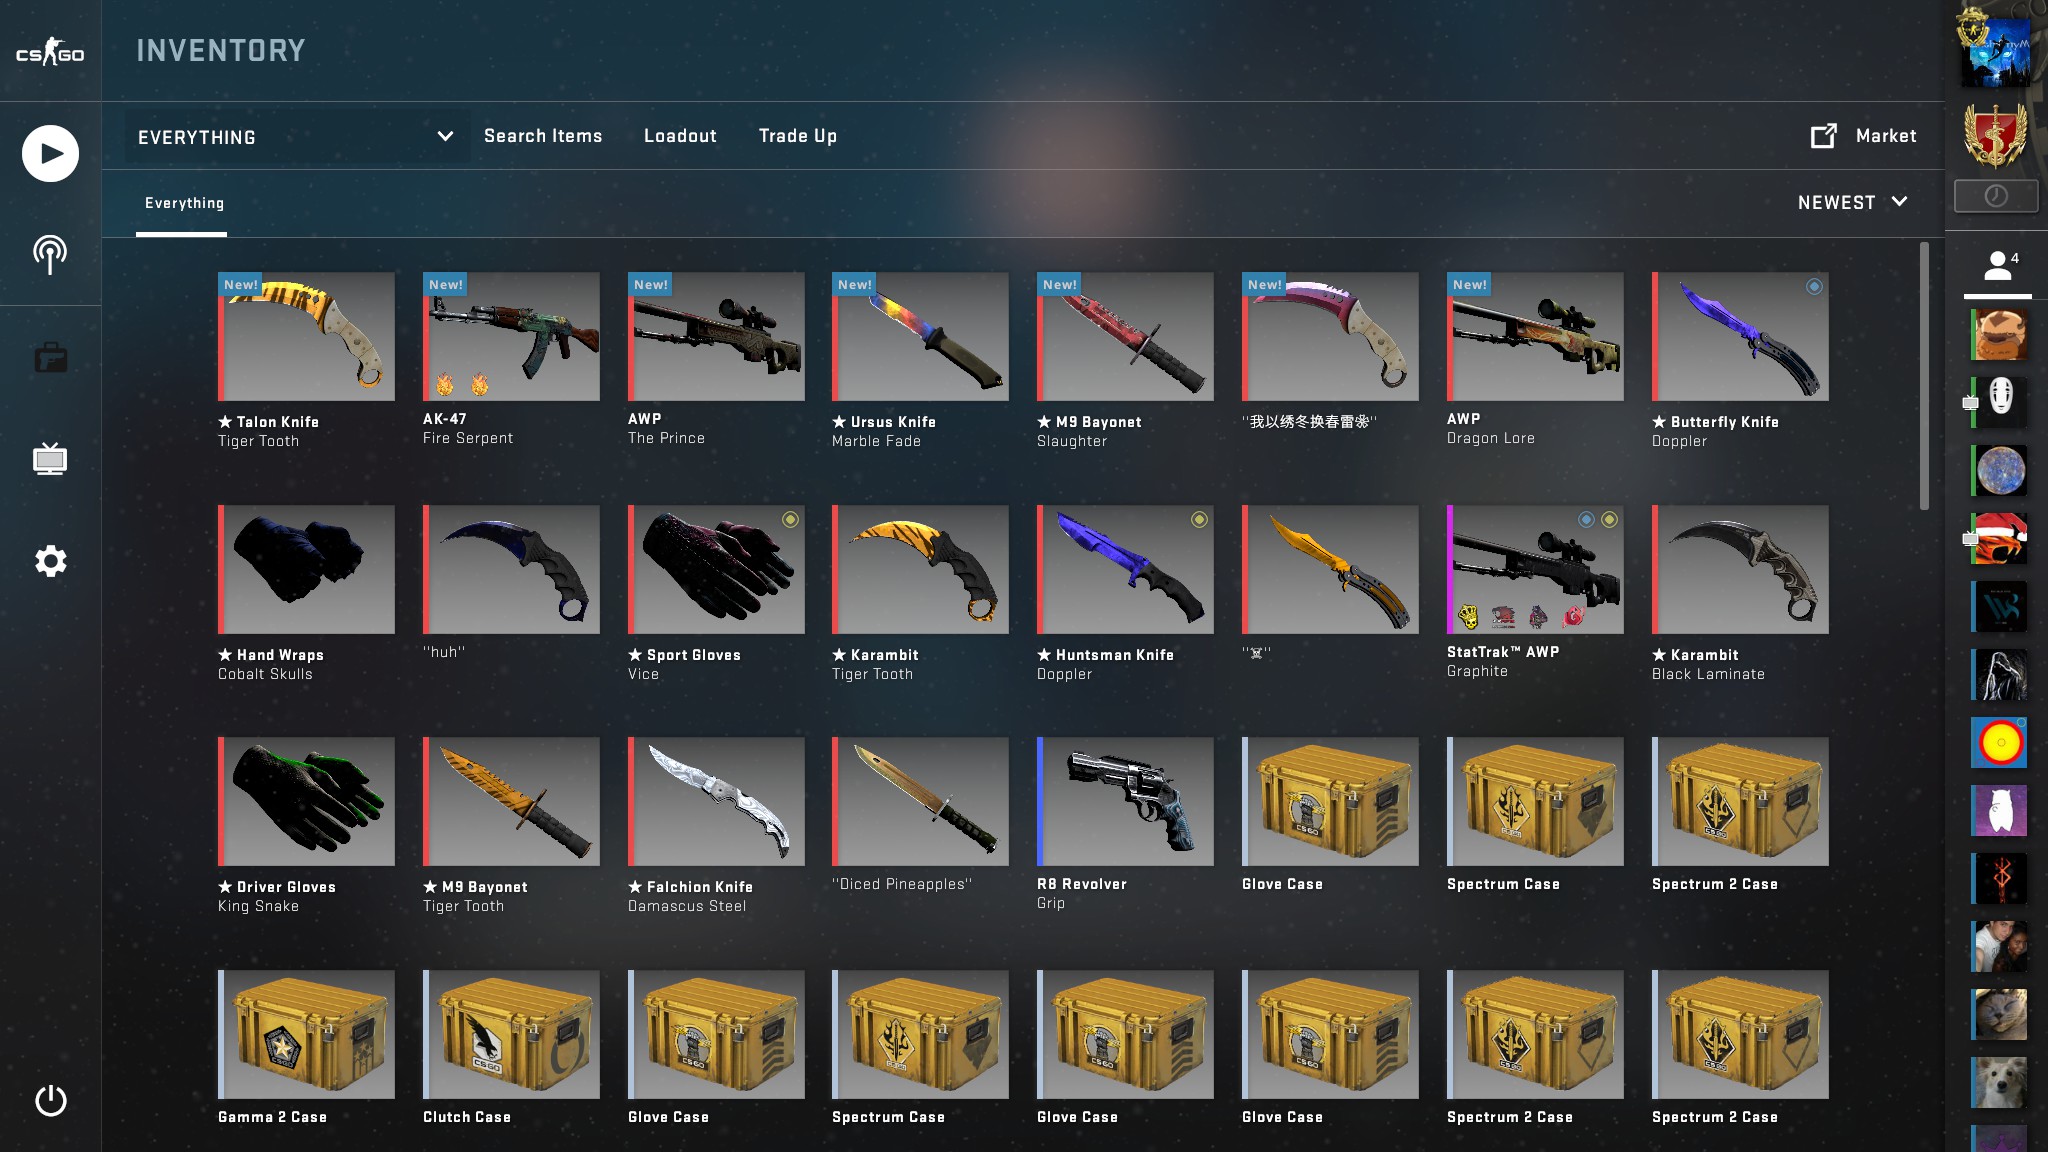 CS GO
INVENTORY
EVERYTHING
Search Items
Loadout
Trade Up
Market
Everything
NEWEST
4
New!
New!
New!
New!
New!
New!
New!
★ Talon Knife
Tiger Tooth
AK-47
Fire Serpent
AWP
The Prince
★ Ursus Knife
Marble Fade
★ M9 Bayonet
Slaughter
''我以绣冬换春雷❀''
AWP
Dragon Lore
★ Butterfly Knife
Doppler
★ Hand Wraps
Cobalt Skulls
''huh''
★ Sport Gloves
Vice
★ Karambit
Tiger Tooth
★ Huntsman Knife
Doppler
''☠''
StatTrak™ AWP
Graphite
★ Karambit
Black Laminate
★ Driver Gloves
King Snake
★ M9 Bayonet
Tiger Tooth
★ Falchion Knife
Damascus Steel
''Diced Pineapples''
R8 Revolver
Grip
Glove Case
Spectrum Case
Spectrum 2 Case
Gamma 2 Case
Clutch Case
Glove Case
Spectrum Case
Glove Case
Glove Case
Spectrum 2 Case
Spectrum 2 Case